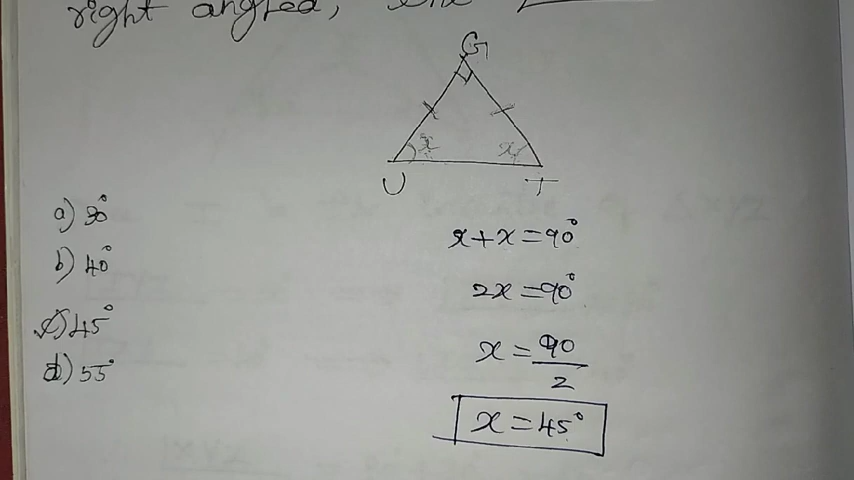 right angled,
G
x x
U T
a) 30°
b) 40°
c) 45°
d) 55°
x+x=90°
2x=90°
x=90/2
x=45°